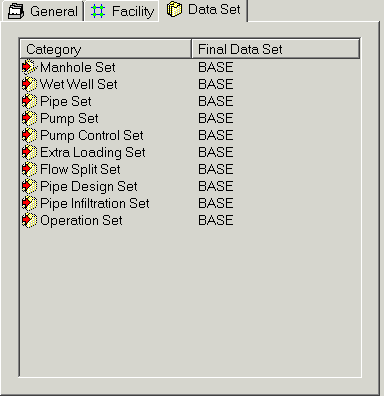 General Facility Data Set
Category Final Data Set
Manhole Set BASE
Wet Well Set BASE
Pipe Set BASE
Pump Set BASE
Pump Control Set BASE
Extra Loading Set BASE
Flow Split Set BASE
Pipe Design Set BASE
Pipe Infiltration Set BASE
Operation Set BASE